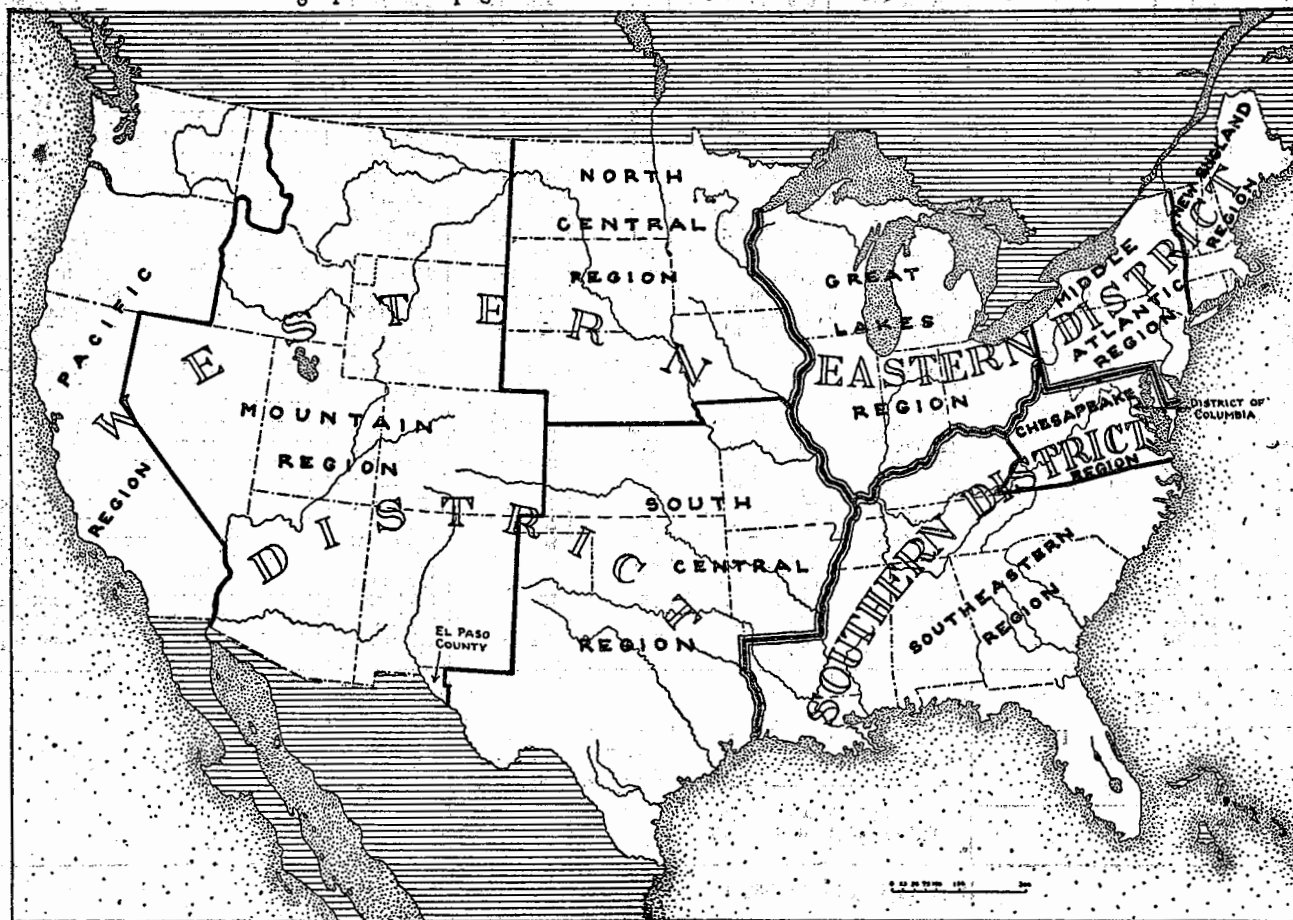 WESTERN DISTRICT
PACIFIC
REGION
MOUNTAIN
REGION
NORTH
CENTRAL
REGION
SOUTH
CENTRAL
REGION
EL PASO
COUNTY
EASTERN DISTRICT
GREAT
LAKES
REGION
MIDDLE
ATLANTIC
REGION
NEW ENGLAND
REGION
SOUTHERN DISTRICT
CHESAPEAKE
REGION
DISTRICT OF
COLUMBIA
SOUTHEASTERN
REGION